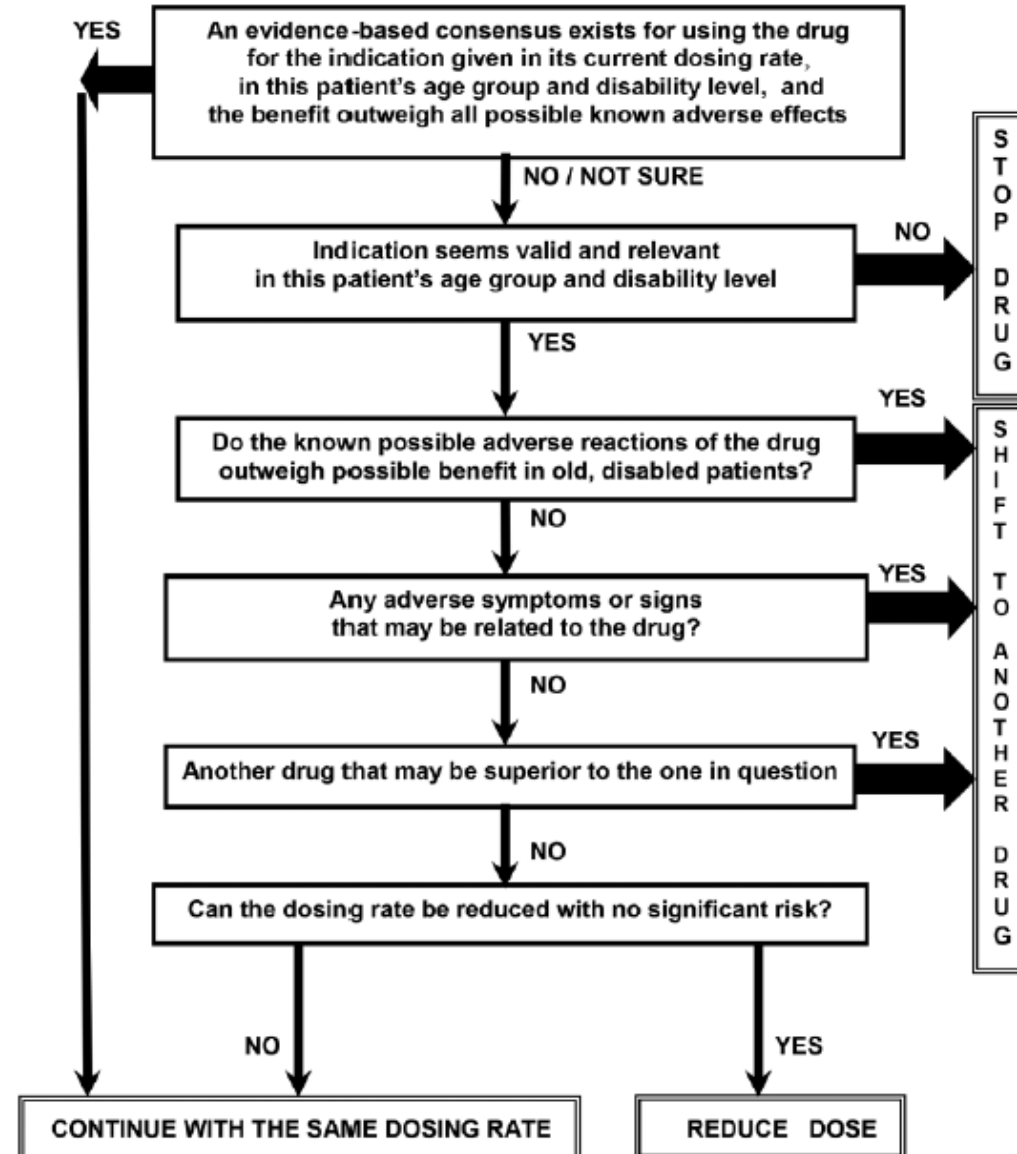 YES
An evidence-based consensus exists for using the drug
for the indication given in its current dosing rate,
in this patient's age group and disability level, and
the benefit outweigh all possible known adverse effects
NO / NOT SURE
Indication seems valid and relevant
in this patient's age group and disability level
NO
STOP DRUG
YES
Do the known possible adverse reactions of the drug
outweigh possible benefit in old, disabled patients?
YES
SHIFT TO ANOTHER DRUG
NO
Any adverse symptoms or signs
that may be related to the drug?
YES
NO
Another drug that may be superior to the one in question
YES
NO
Can the dosing rate be reduced with no significant risk?
NO
YES
CONTINUE WITH THE SAME DOSING RATE
REDUCE DOSE